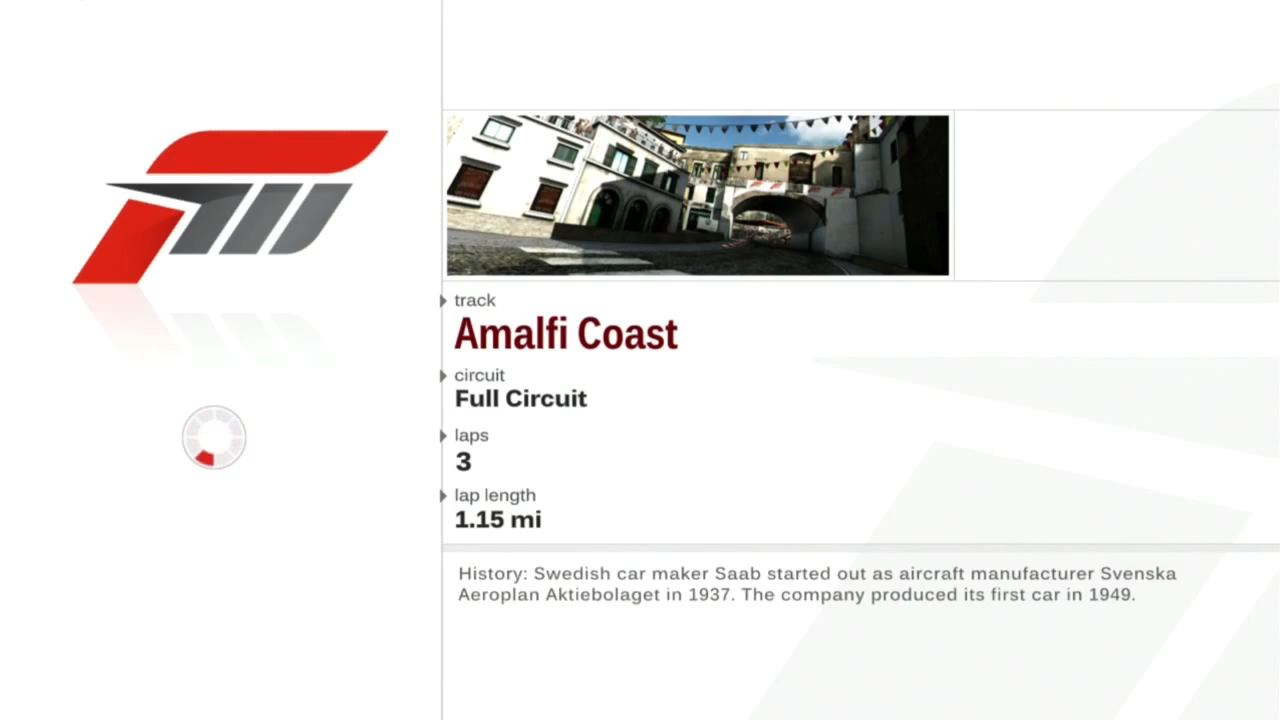 track
Amalfi Coast
circuit
Full Circuit
laps
3
lap length
1.15 mi
History: Swedish car maker Saab started out as aircraft manufacturer Svenska
Aeroplan Aktiebolaget in 1937. The company produced its first car in 1949.